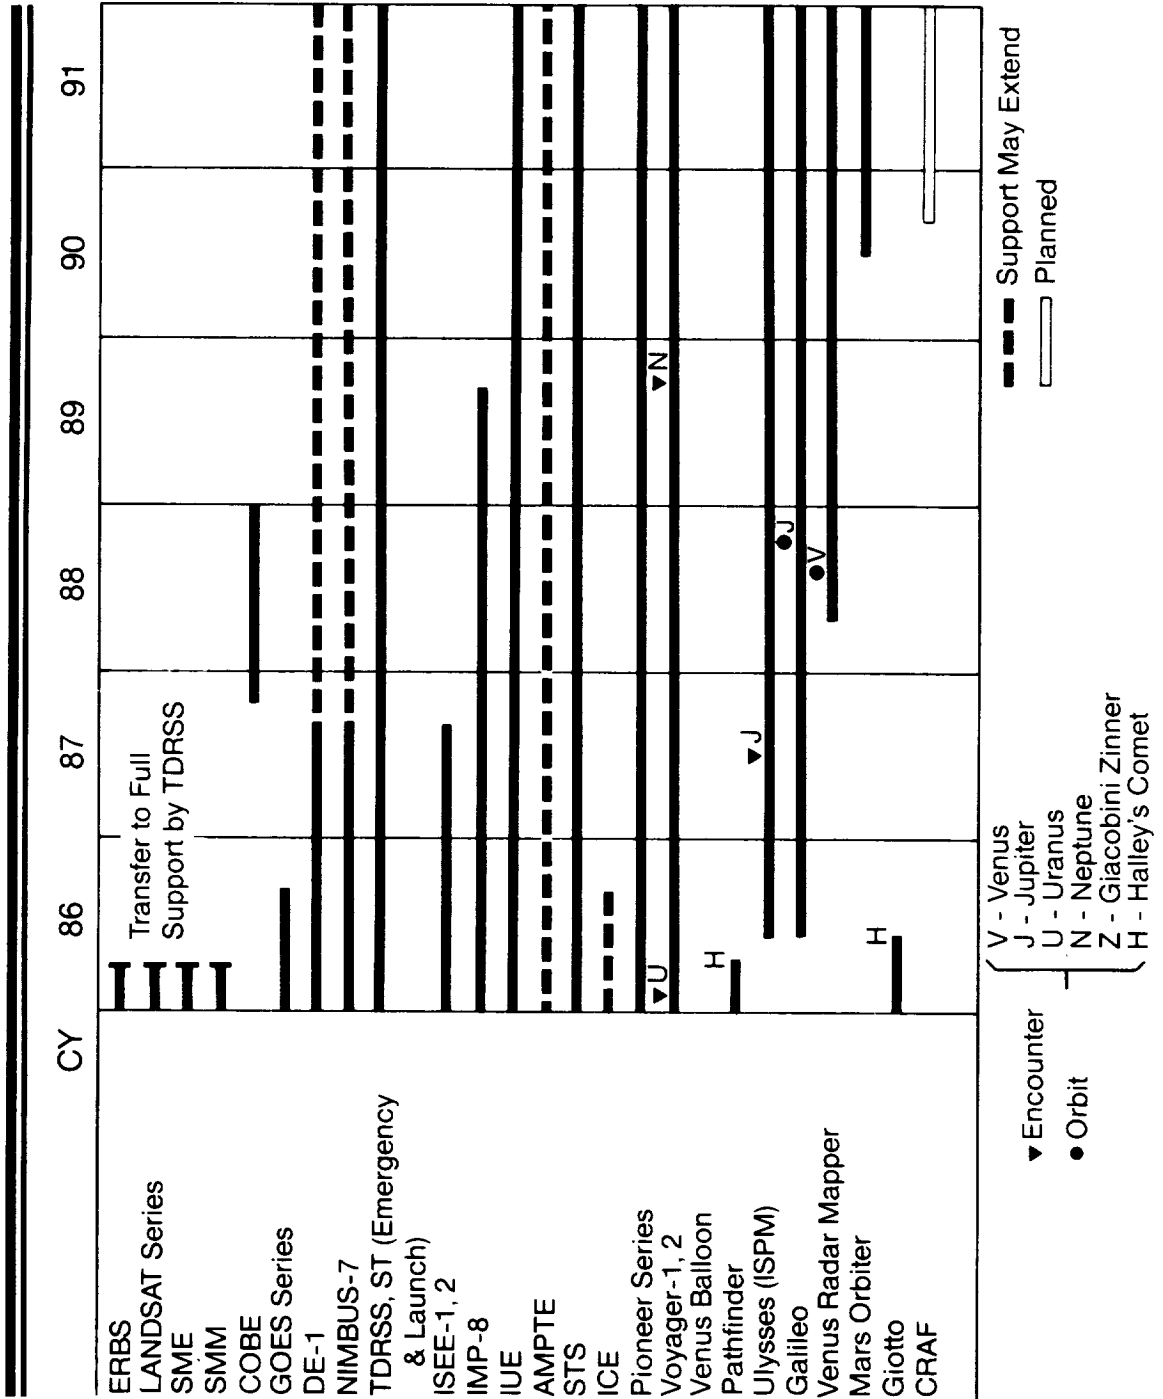 CY 86 87 88 89 90 91
ERBS
LANDSAT Series
SME
SMM
Transfer to Full
Support by TDRSS
COBE
GOES Series
DE-1
NIMBUS-7
TDRSS, ST (Emergency
& Launch)
ISEE-1, 2
IMP-8
IUE
AMPTE
STS
ICE
Pioneer Series
U N
Voyager-1, 2
Venus Balloon
Pathfinder H
J
Ulysses (ISPM)
J
Galileo
V
Venus Radar Mapper
Mars Orbiter
Giotto H
CRAF
Encounter
Orbit
V - Venus
J - Jupiter
U - Uranus
N - Neptune
Z - Giacobini Zinner
H - Halley's Comet
Support May Extend
Planned